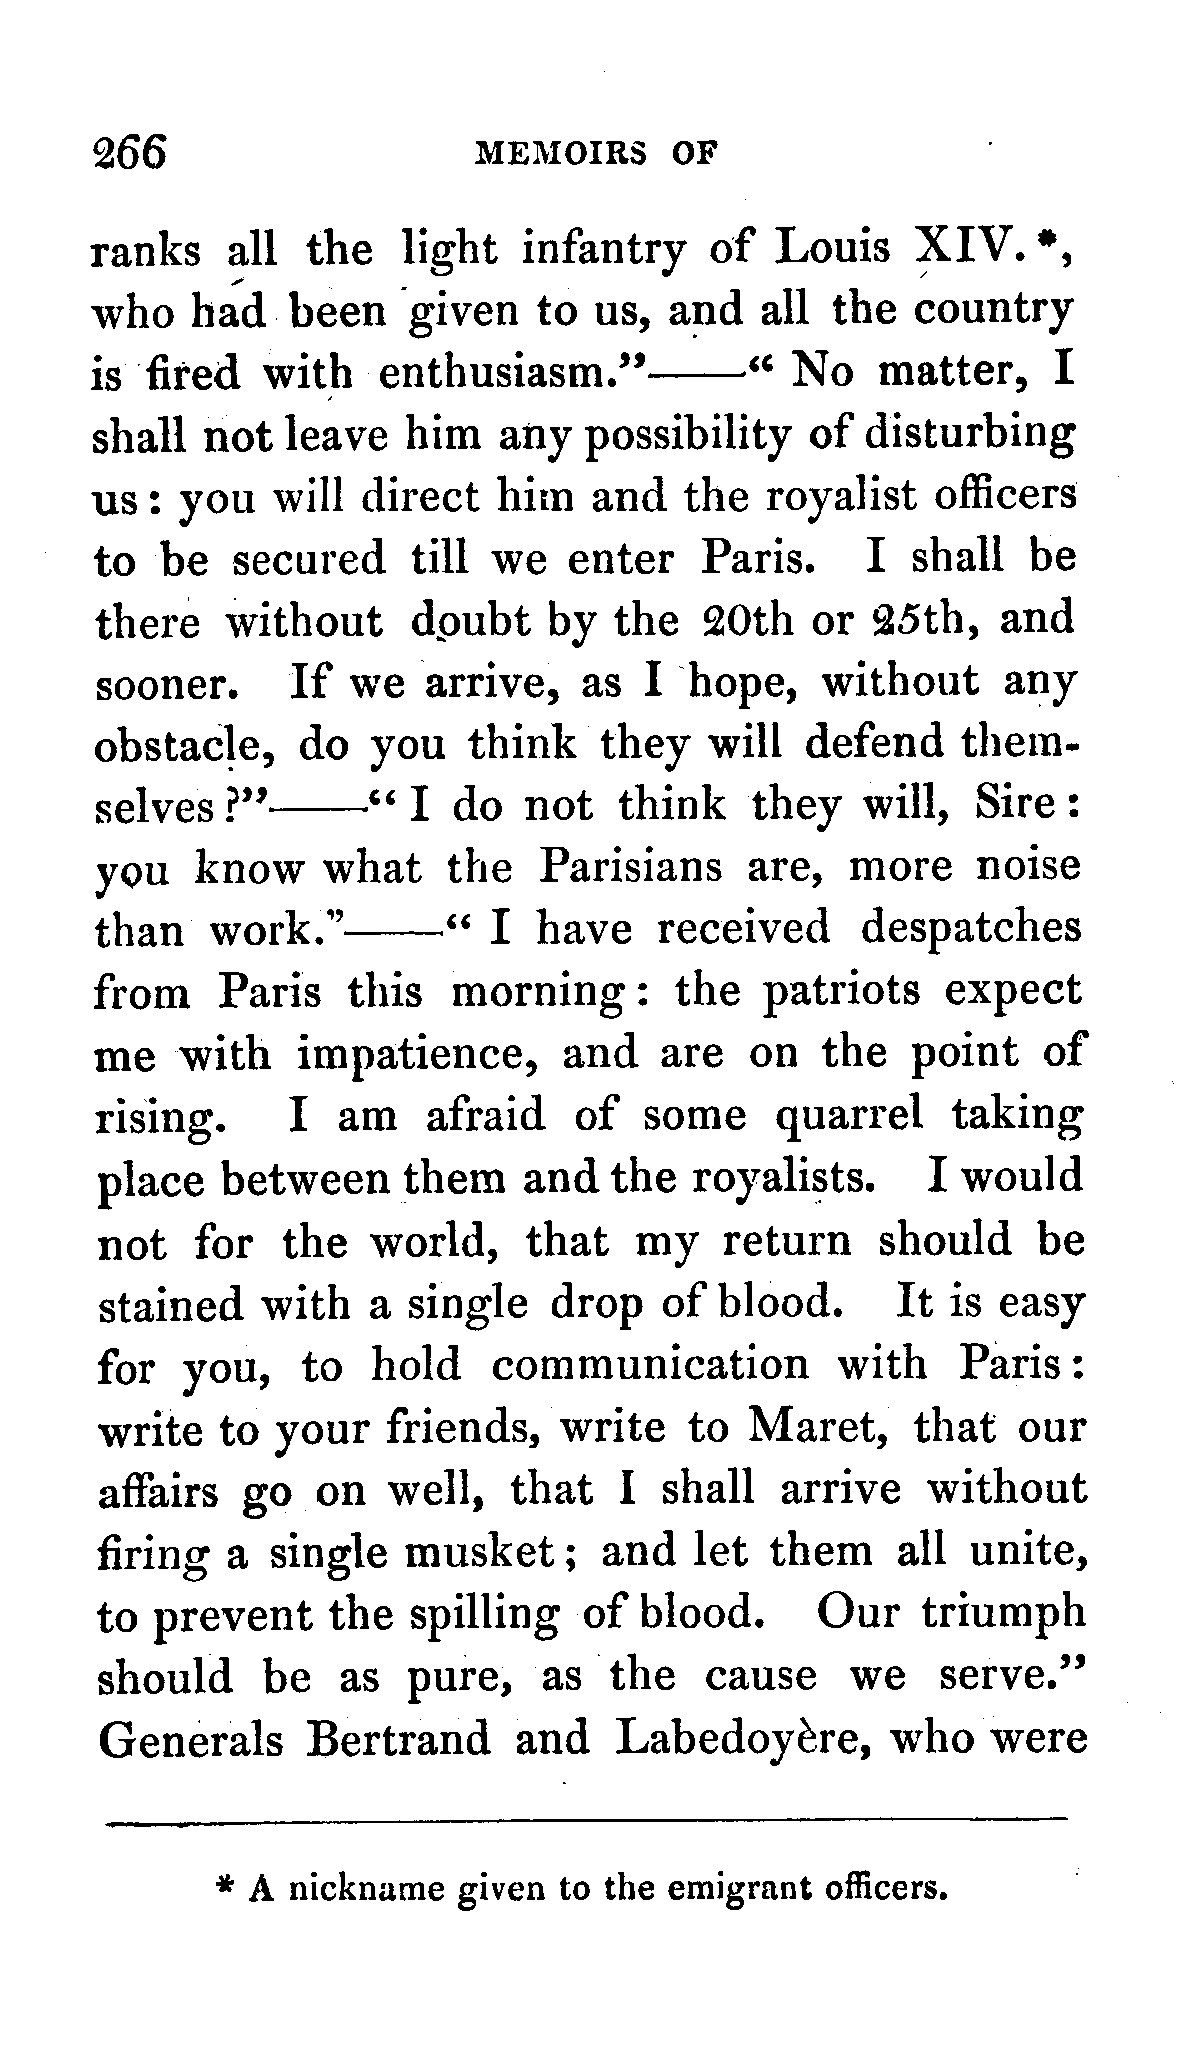 266 MEMOIRS OF
ranks all the light infantry of Louis XIV.*,
who had been given to us, and all the country
is fired with enthusiasm."——" No matter, I
shall not leave him any possibility of disturbing
us : you will direct him and the royalist officers
to be secured till we enter Paris. I shall be
there without doubt by the 20th or 25th, and
sooner. If we arrive, as I hope, without any
obstacle, do you think they will defend them-
selves ?"——" I do not think they will, Sire :
you know what the Parisians are, more noise
than work."——" I have received despatches
from Paris this morning : the patriots expect
me with impatience, and are on the point of
rising. I am afraid of some quarrel taking
place between them and the royalists. I would
not for the world, that my return should be
stained with a single drop of blood. It is easy
for you, to hold communication with Paris :
write to your friends, write to Maret, that our
affairs go on well, that I shall arrive without
firing a single musket ; and let them all unite,
to prevent the spilling of blood. Our triumph
should be as pure, as the cause we serve."
Generals Bertrand and Labedoyère, who were
* A nickname given to the emigrant officers.